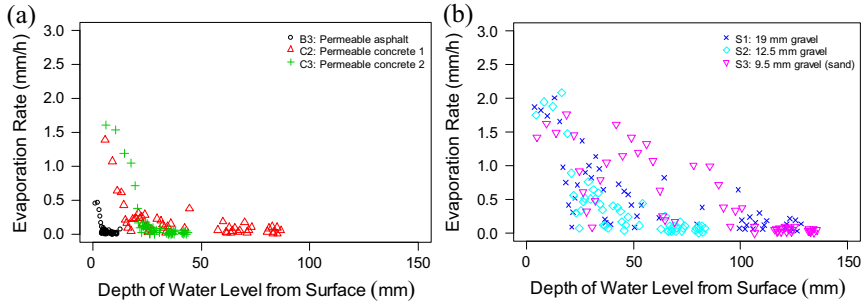 (a)
3.0
2.5
2.0
1.5
1.0
0.5
0.0
Evaporation Rate (mm/h)
B3: Permeable asphalt
C2: Permeable concrete 1
C3: Permeable concrete 2
0
50
100
150
Depth of Water Level from Surface (mm)
(b)
3.0
2.5
2.0
1.5
1.0
0.5
0.0
Evaporation Rate (mm/h)
S1: 19 mm gravel
S2: 12.5 mm gravel
S3: 9.5 mm gravel (sand)
0
50
100
150
Depth of Water Level from Surface (mm)